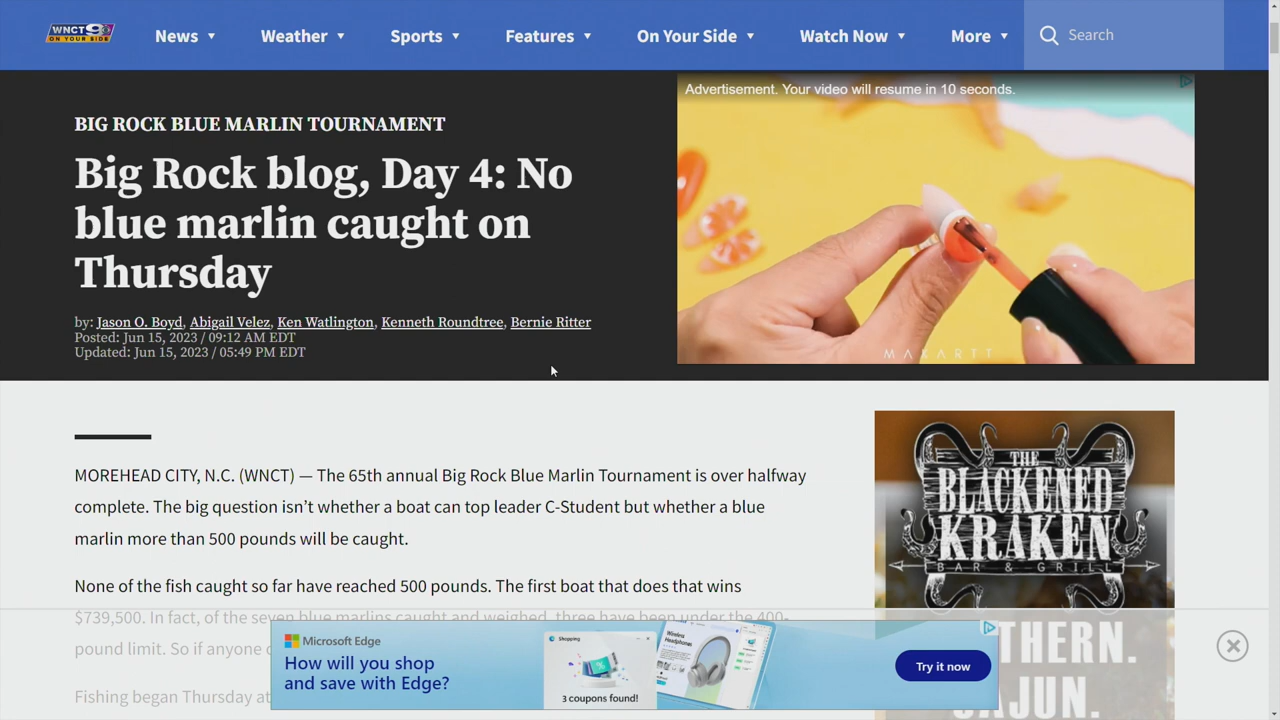 WNCT 9
ON YOUR SIDE
News
Weather
Sports
Features
On Your Side
Watch Now
More
Search
Advertisement. Your video will resume in 10 seconds.
BIG ROCK BLUE MARLIN TOURNAMENT
Big Rock blog, Day 4: No
blue marlin caught on
Thursday
by: Jason O. Boyd, Abigail Velez, Ken Watlington, Kenneth Roundtree, Bernie Ritter
Posted: Jun 15, 2023 / 09:12 AM EDT
Updated: Jun 15, 2023 / 05:49 PM EDT
MAKARTT
MOREHEAD CITY, N.C. (WNCT) — The 65th annual Big Rock Blue Marlin Tournament is over halfway
complete. The big question isn’t whether a boat can top leader C-Student but whether a blue
marlin more than 500 pounds will be caught.
None of the fish caught so far have reached 500 pounds. The first boat that does that wins
$739,500. In fact, of the seven blue marlins caught and weighed, three have been under the 400-
pound limit. So if anyone
Fishing began Thursday at
THE
BLACKENED
KRAKEN
BAR & GRILL
THERN.
CAJUN.
Microsoft Edge
How will you shop
and save with Edge?
Shopping
3 coupons found!
Wireless
Headphones
Try it now